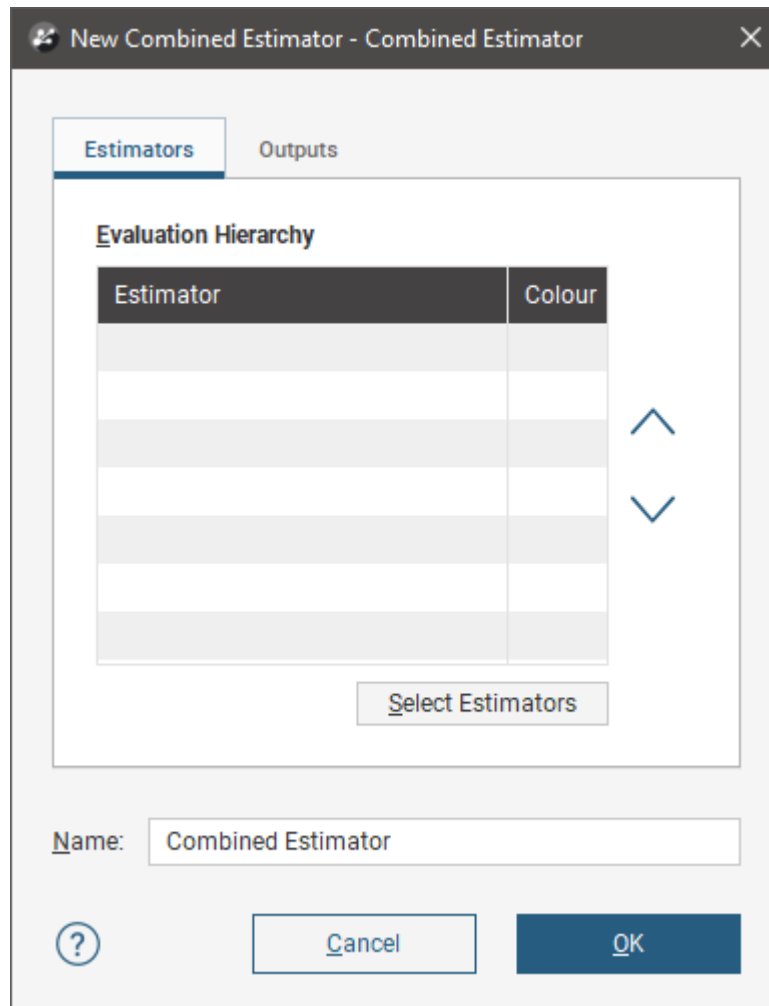 New Combined Estimator - Combined Estimator
Estimators Outputs
Evaluation Hierarchy
Estimator Colour
Select Estimators
Name: Combined Estimator
? Cancel OK